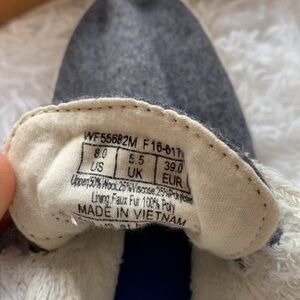 WF55682M F16-617
8.0 5.5 39.0
US UK EUR
Upper:50% Wool,25%Viscose,25%
Lining Faux Fur 100% Poly
MADE IN VIETNAM